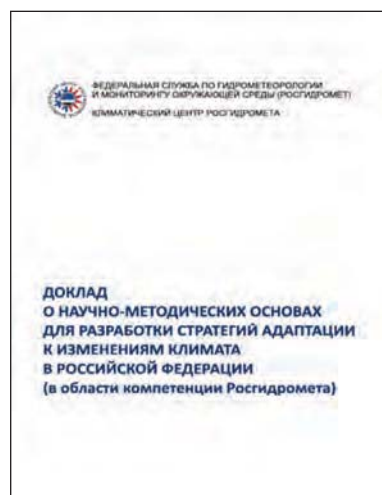 ФЕДЕРАЛЬНАЯ СЛУЖБА ПО ГИДРОМЕТЕОРОЛОГИИ
И МОНИТОРИНГУ ОКРУЖАЮЩЕЙ СРЕДЫ (РОСГИДРОМЕТ)
КЛИМАТИЧЕСКИЙ ЦЕНТР РОСГИДРОМЕТА
ДОКЛАД
О НАУЧНО-МЕТОДИЧЕСКИХ ОСНОВАХ
ДЛЯ РАЗРАБОТКИ СТРАТЕГИЙ АДАПТАЦИИ
К ИЗМЕНЕНИЯМ КЛИМАТА
В РОССИЙСКОЙ ФЕДЕРАЦИИ
(в области компетенции Росгидромета)